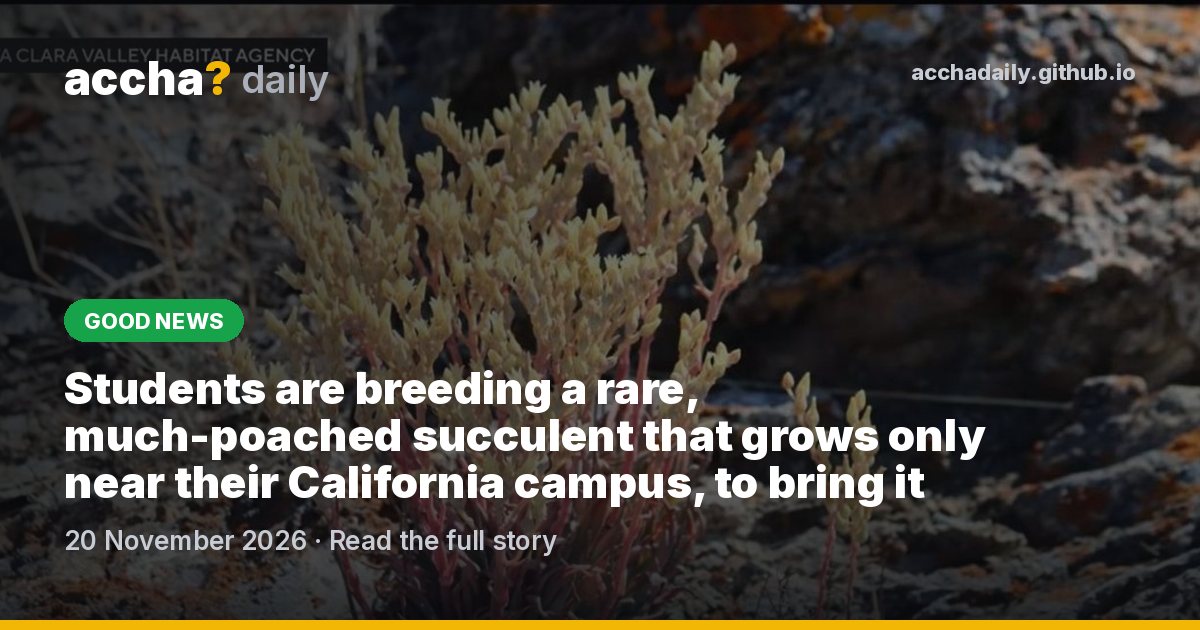 A CLARA VALLEY HABITAT AGENCY
accha? daily
acchadaily.github.io
GOOD NEWS
Students are breeding a rare,
much-poached succulent that grows only
near their California campus, to bring it
20 November 2026 · Read the full story